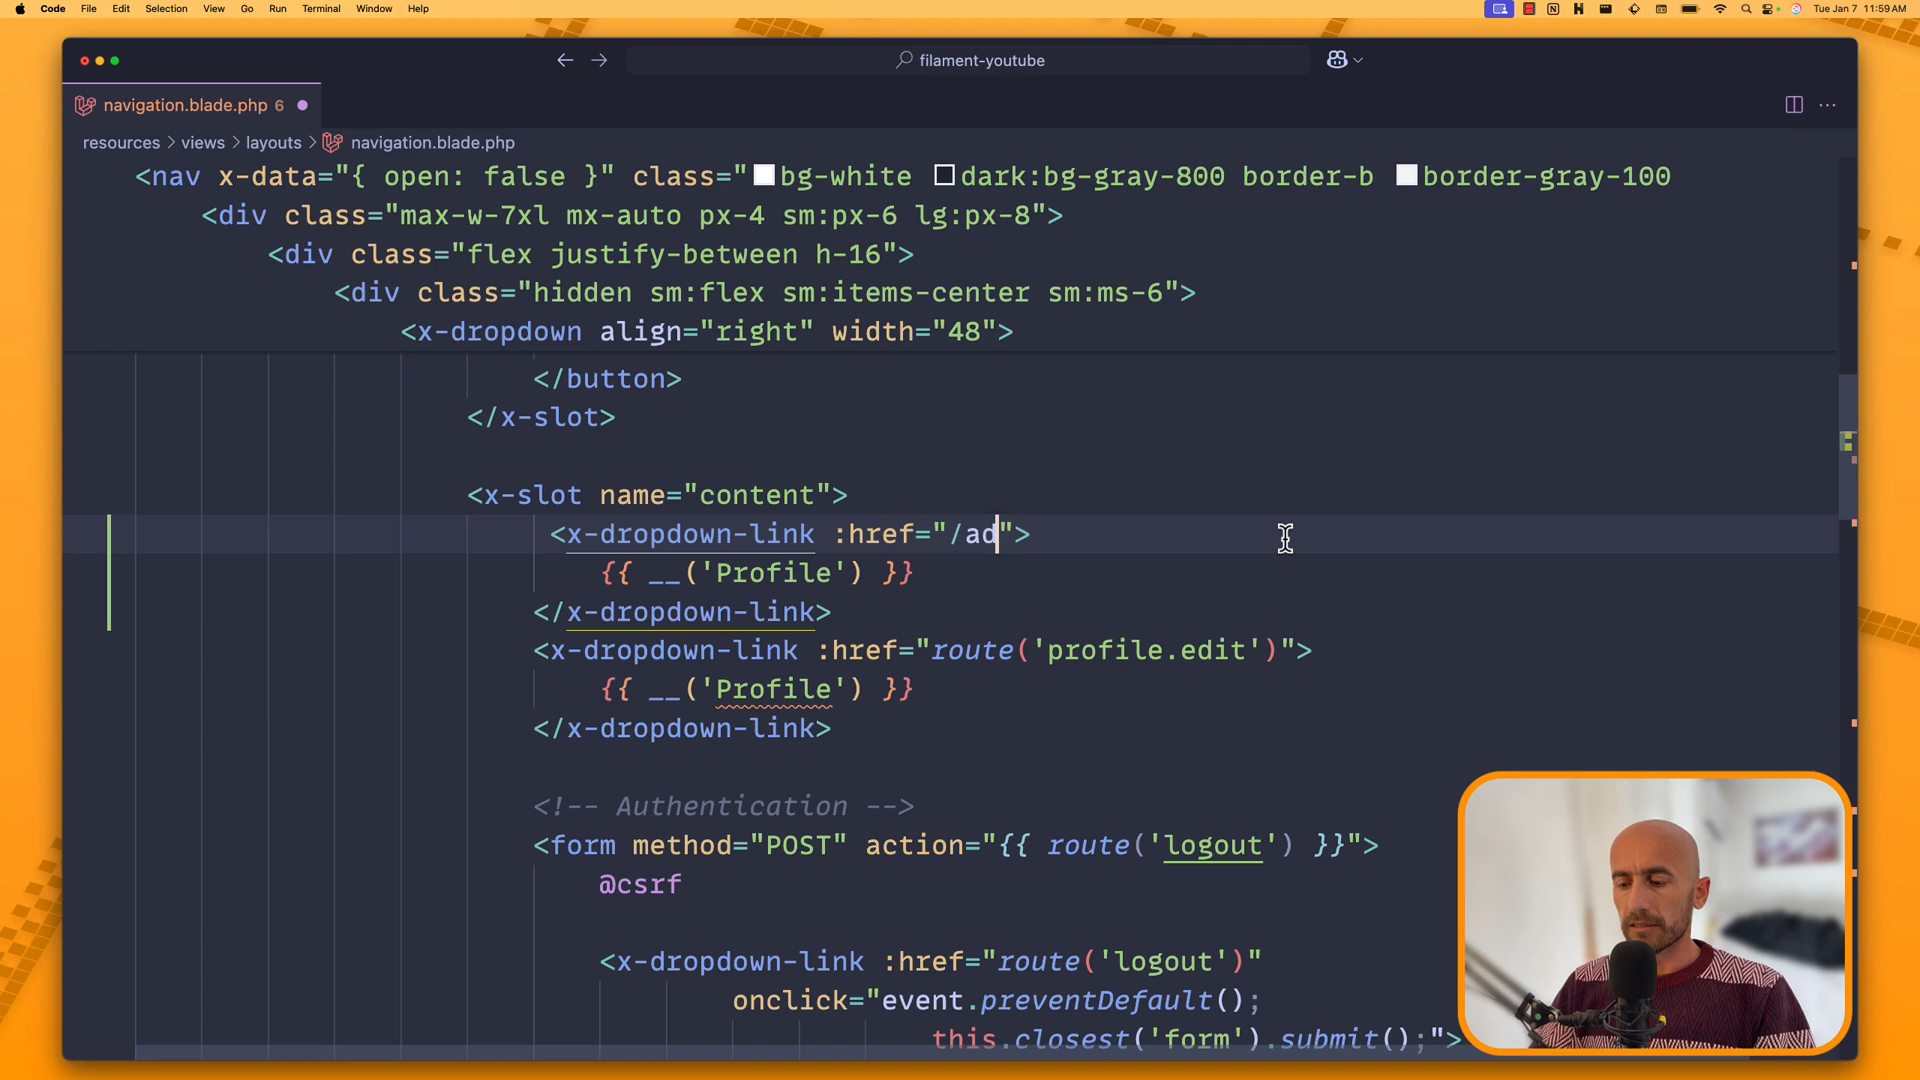 Code File Edit Selection View Go Run Terminal Window Help Tue Jan 7 11:59 AM
filament-youtube
navigation.blade.php 6
resources > views > layouts > navigation.blade.php
<nav x-data="{ open: false }" class="bg-white dark:bg-gray-800 border-b border-gray-100
<div class="max-w-7xl mx-auto px-4 sm:px-6 lg:px-8">
<div class="flex justify-between h-16">
<div class="hidden sm:flex sm:items-center sm:ms-6">
<x-dropdown align="right" width="48">
</button>
</x-slot>
<x-slot name="content">
<x-dropdown-link :href="/ad">
{{ __('Profile') }}
</x-dropdown-link>
<x-dropdown-link :href="route('profile.edit')">
{{ __('Profile') }}
</x-dropdown-link>
<!-- Authentication -->
<form method="POST" action="{{ route('logout') }}">
@csrf
<x-dropdown-link :href="route('logout')"
onclick="event.preventDefault();
this.closest('form').submit();">